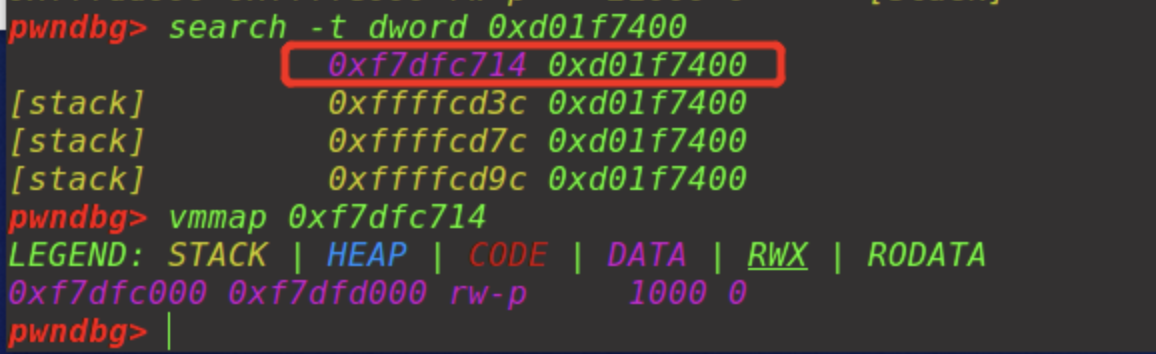 pwndbg> search -t dword 0xd01f7400
0xf7dfc714 0xd01f7400
[stack] 0xffffcd3c 0xd01f7400
[stack] 0xffffcd7c 0xd01f7400
[stack] 0xffffcd9c 0xd01f7400
pwndbg> vmmap 0xf7dfc714
LEGEND: STACK | HEAP | CODE | DATA | RWX | RODATA
0xf7dfc000 0xf7dfd000 rw-p 1000 0
pwndbg>